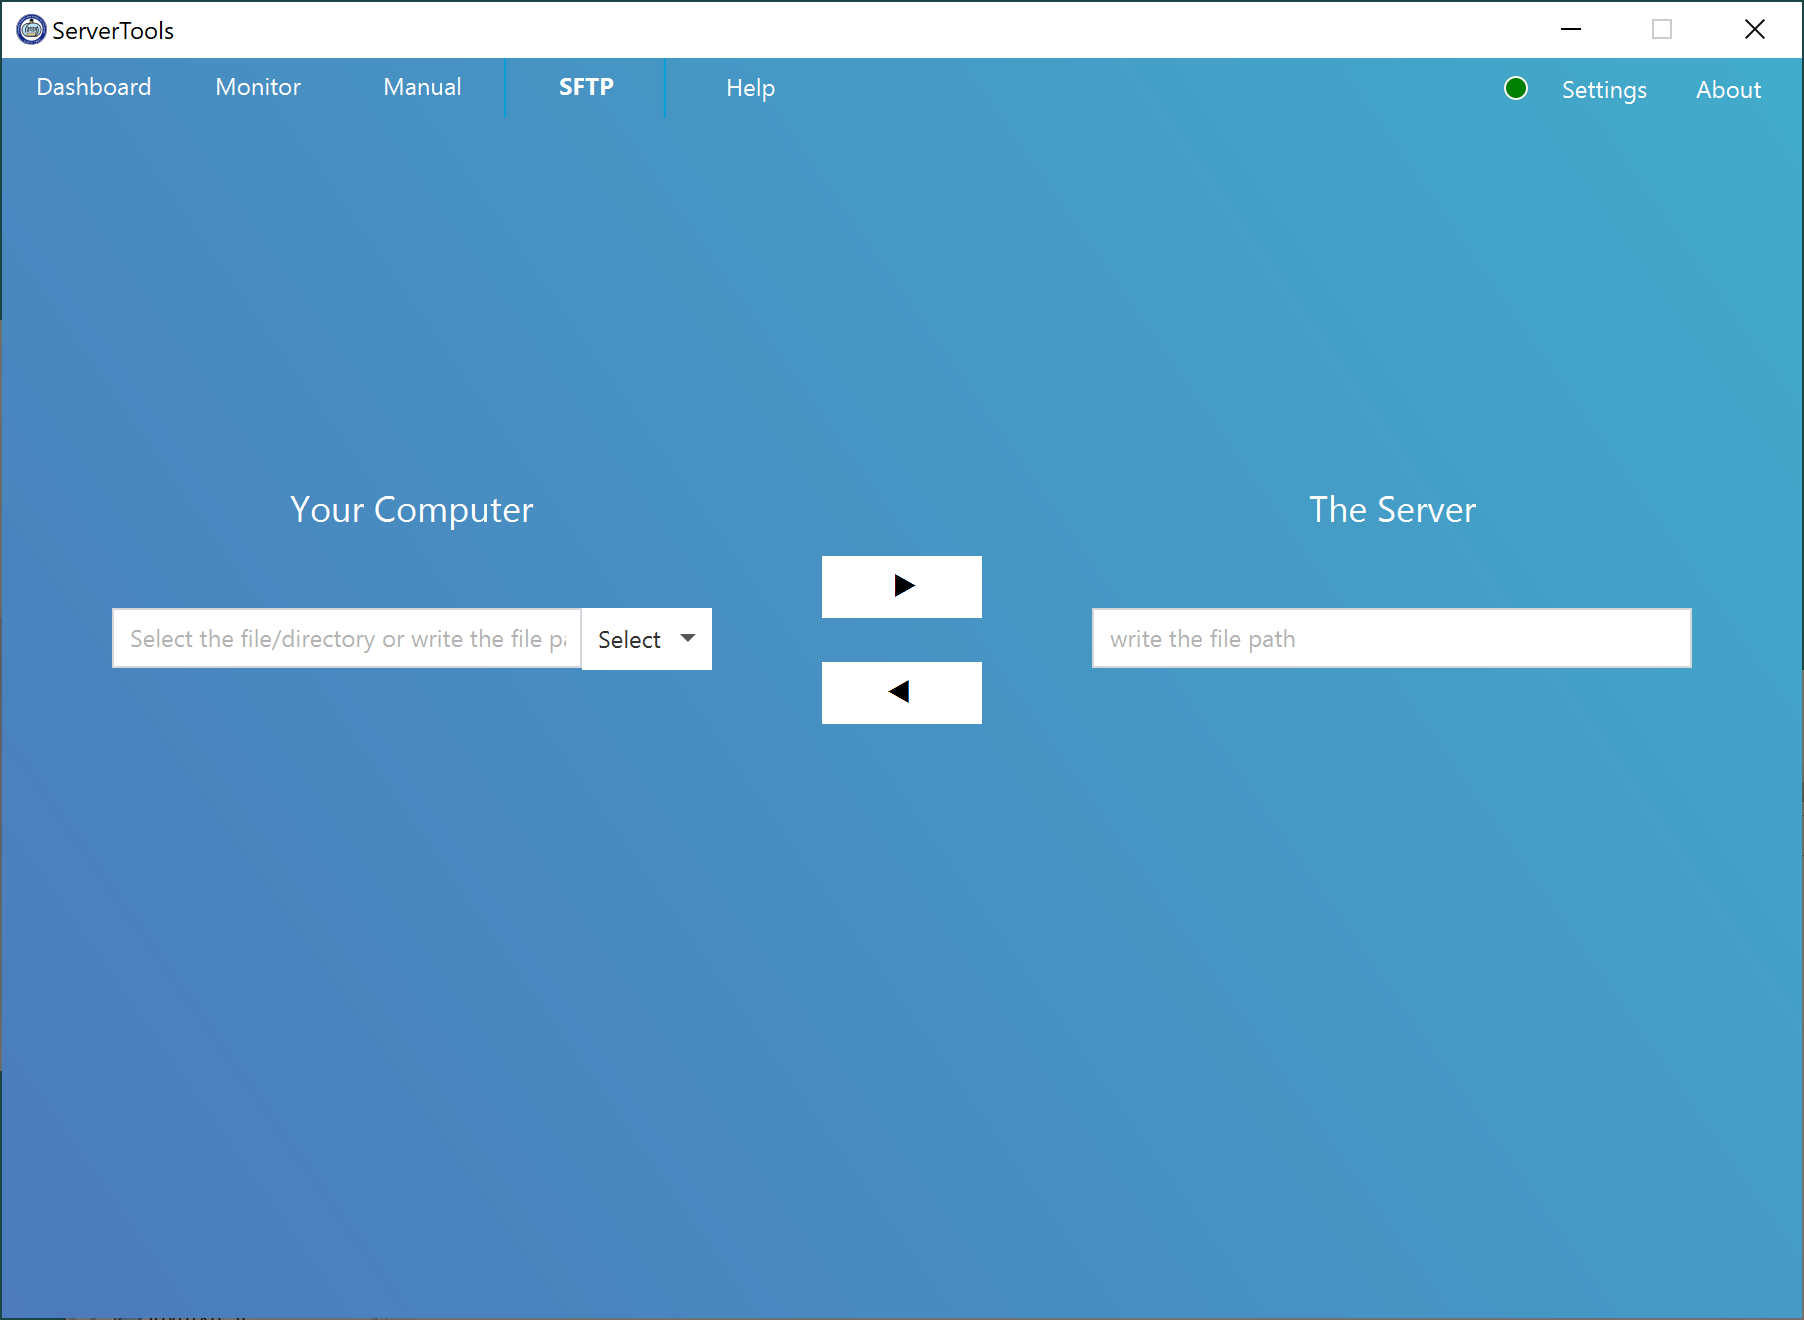 ServerTools
Dashboard Monitor Manual SFTP Help Settings About
Your Computer The Server
Select the file/directory or write the file Select write the file path